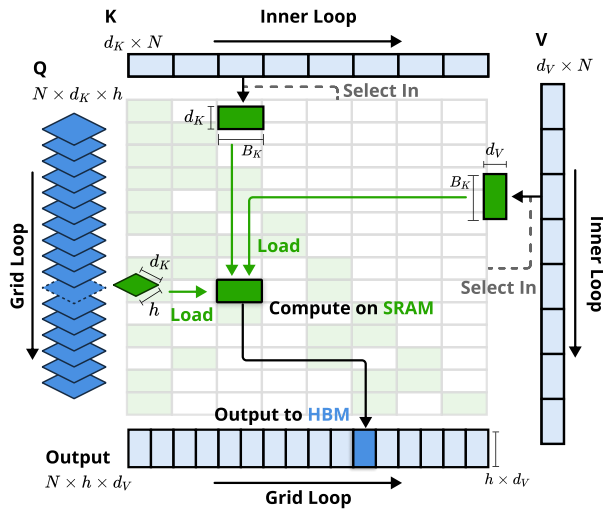 K
Inner Loop
d_K × N
V
d_V × N
Q
N × d_K × h
Select In
d_K
B_K
d_V
B_K
Grid Loop
Inner Loop
Load
d_K
h
Load
Select In
Compute on SRAM
Output to HBM
Output
N × h × d_V
h × d_V
Grid Loop